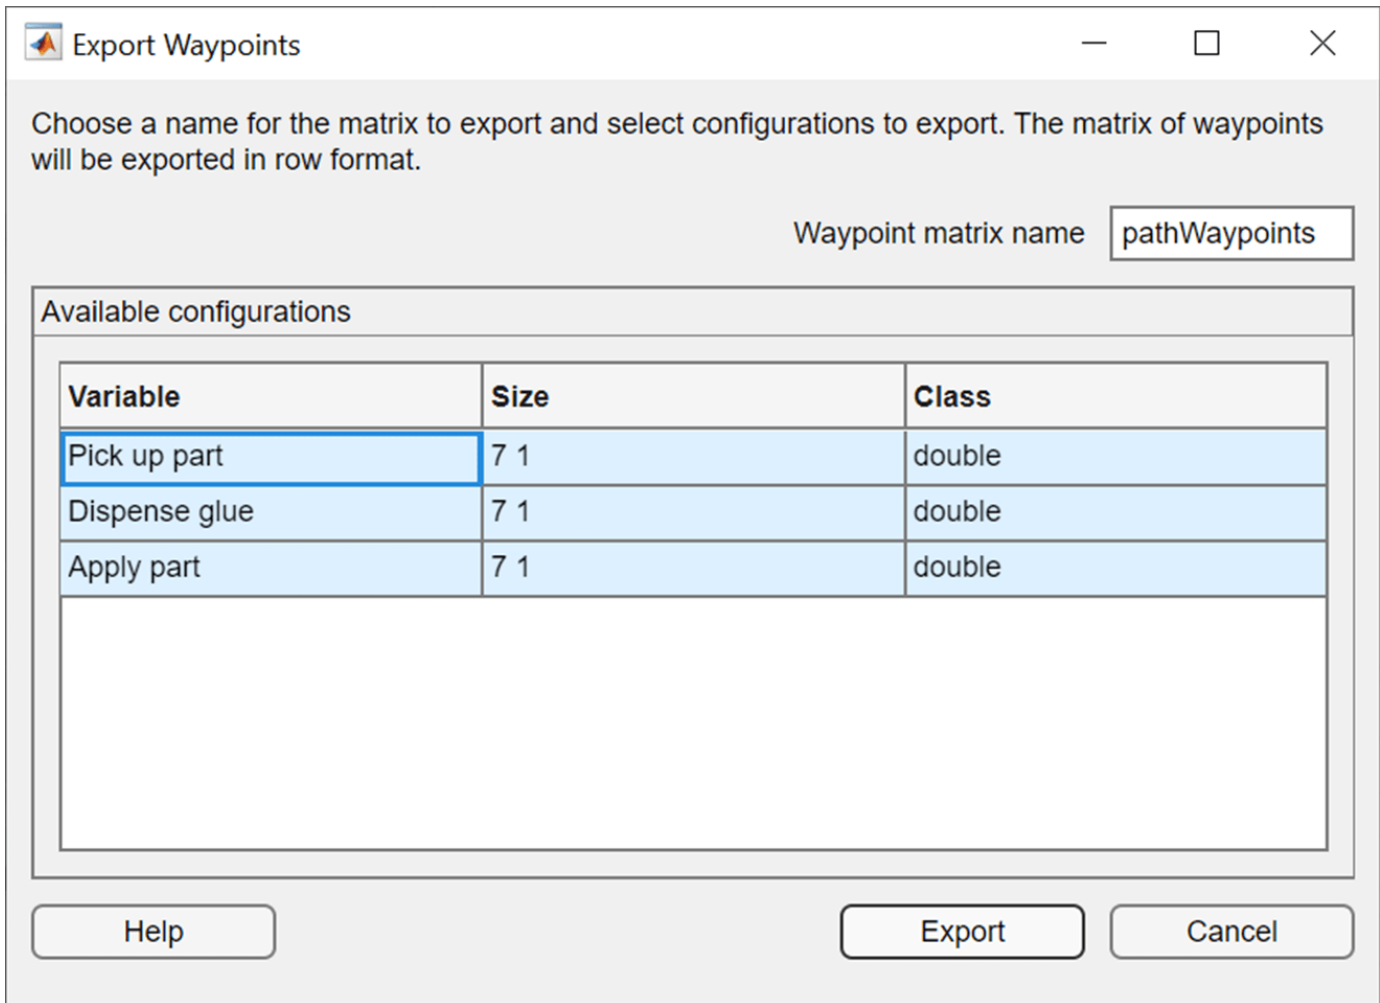 Export Waypoints
Choose a name for the matrix to export and select configurations to export. The matrix of waypoints
will be exported in row format.
Waypoint matrix name pathWaypoints
Available configurations
Variable Size Class
Pick up part 7 1 double
Dispense glue 7 1 double
Apply part 7 1 double
Help Export Cancel